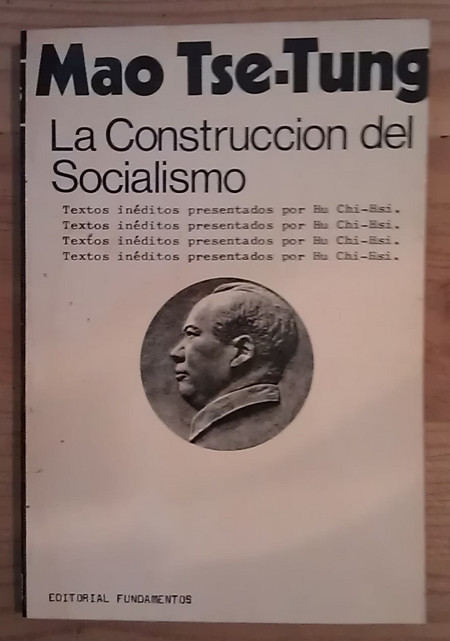 Mao Tse-Tung
La Construccion del
Socialismo
Textos inéditos presentados por Hu Chi-Hsi.
Textos inéditos presentados por Hu Chi-Hsi.
Textos inéditos presentados por Hu Chi-Hsi.
Textos inéditos presentados por Hu Chi-Hsi.
EDITORIAL FUNDAMENTOS